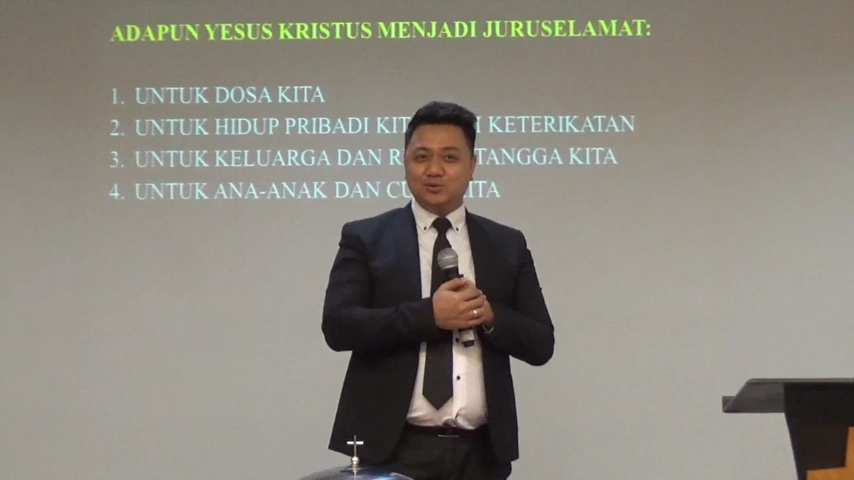 ADAPUN YESUS KRISTUS MENJADI JURUSELAMAT:
1. UNTUK DOSA KITA
2. UNTUK HIDUP PRIBADI KETERIKATAN
3. UNTUK KELUARGA DAN KITA
4. UNTUK ANA-ANAK DAN